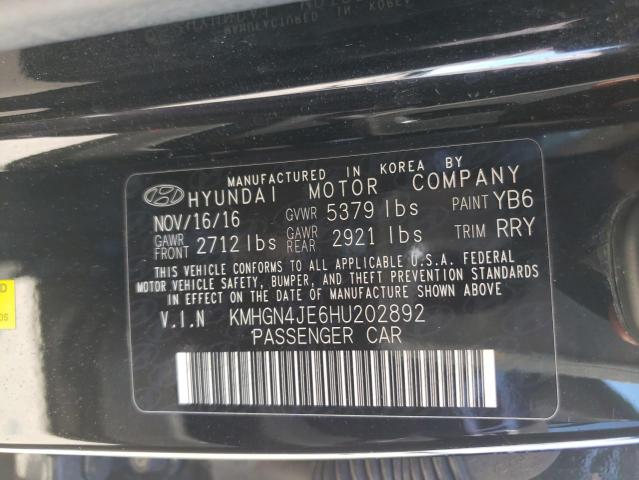 MANUFACTURED IN KOREA BY
HYUNDAI MOTOR COMPANY
NOV/16/16 GVWR 5379 lbs PAINT YB6
GAWR FRONT 2712 lbs GAWR REAR 2921 lbs TRIM RRY
THIS VEHICLE CONFORMS TO ALL APPLICABLE U.S.A. FEDERAL
MOTOR VEHICLE SAFETY, BUMPER, AND THEFT PREVENTION STANDARDS
IN EFFECT ON THE DATE OF MANUFACTURE SHOWN ABOVE.
V.I.N KMHGN4JE6HU202892
PASSENGER CAR